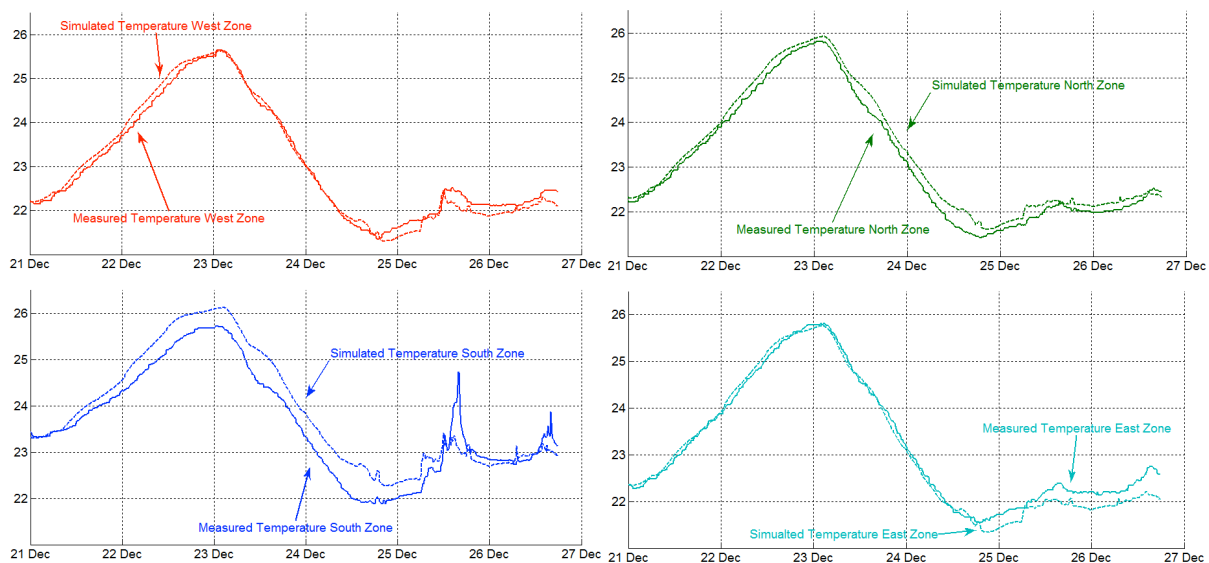 Simulated Temperature West Zone
26
25
24
23
22
Measured Temperature West Zone
21 Dec 22 Dec 23 Dec 24 Dec 25 Dec 26 Dec 27 Dec
26
25
24
23
22
Simulated Temperature North Zone
Measured Temperature North Zone
21 Dec 22 Dec 23 Dec 24 Dec 25 Dec 26 Dec 27 Dec
26
25
24
23
22
Simulated Temperature South Zone
Measured Temperature South Zone
21 Dec 22 Dec 23 Dec 24 Dec 25 Dec 26 Dec 27 Dec
26
25
24
23
22
Measured Temperature East Zone
Simualted Temperature East Zone
21 Dec 22 Dec 23 Dec 24 Dec 25 Dec 26 Dec 27 Dec